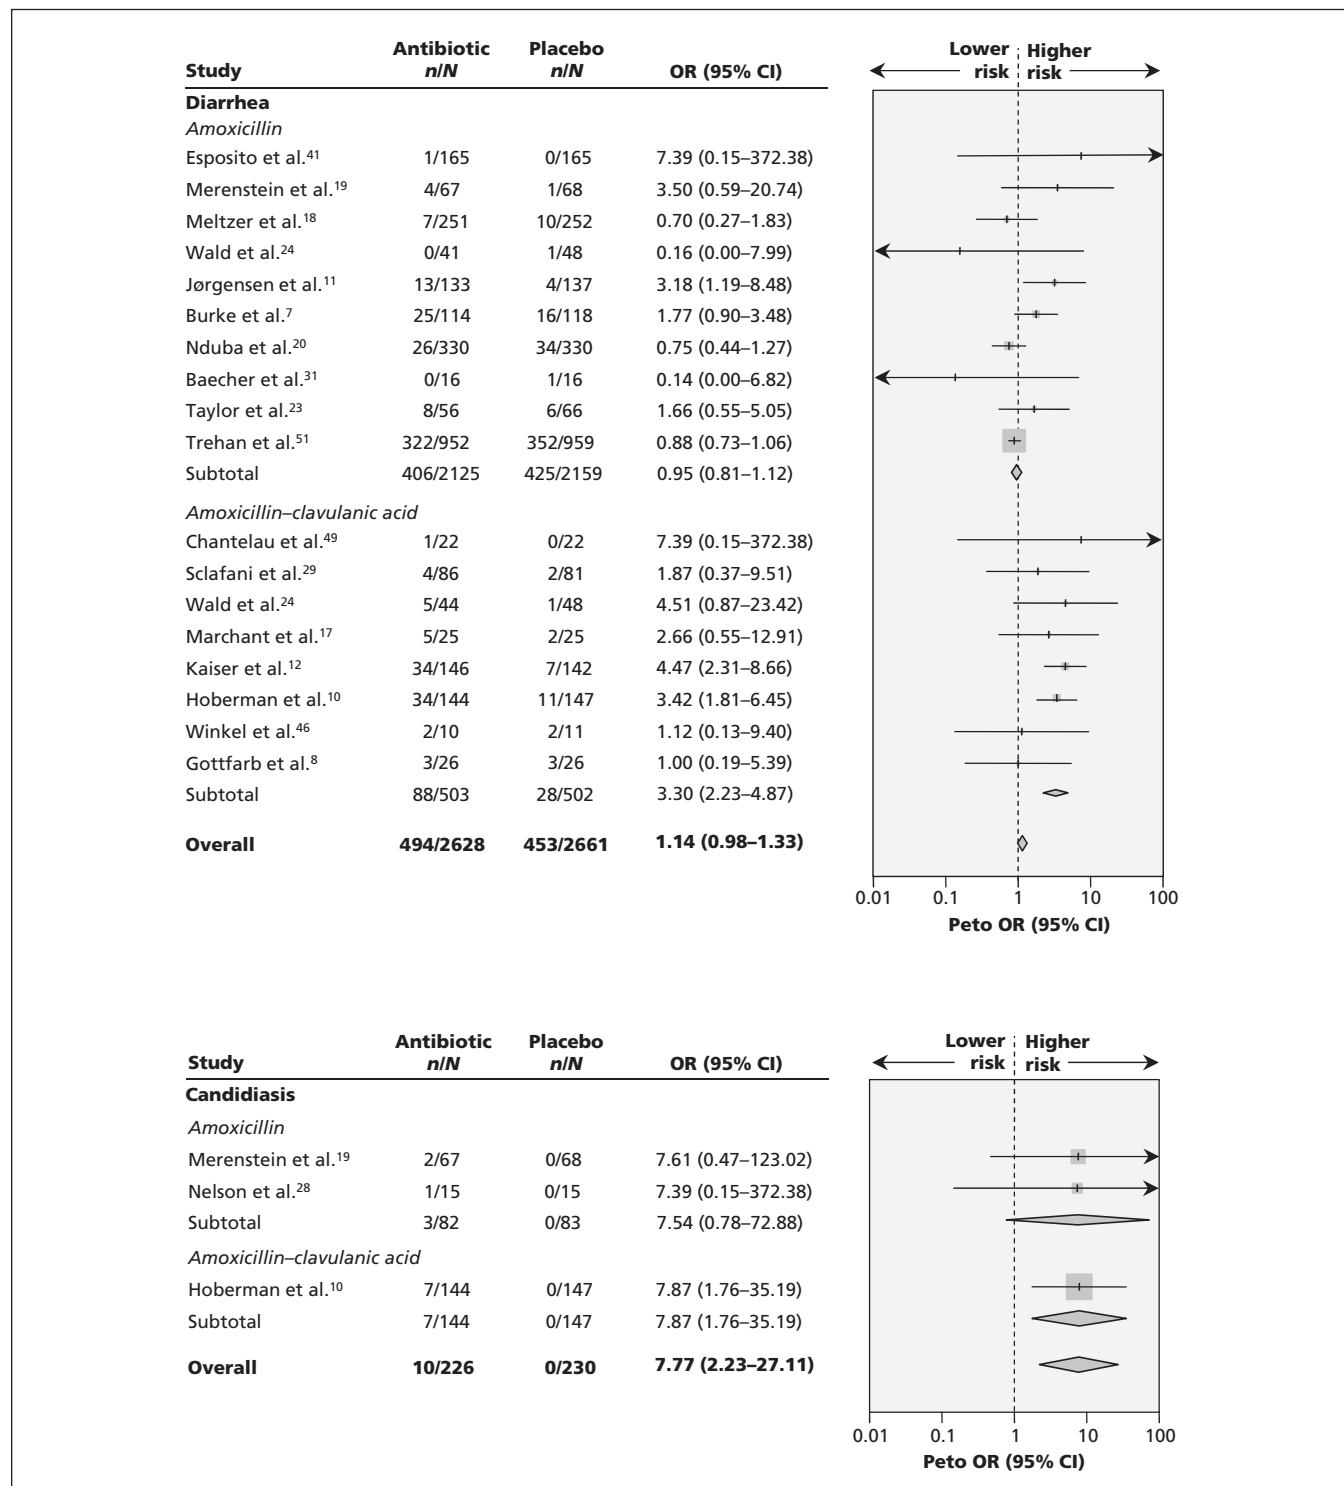 Antibiotic Placebo Lower Higher
Study n/N n/N OR (95% CI) risk risk
Diarrhea
Amoxicillin
Esposito et al.41 1/165 0/165 7.39 (0.15–372.38)
Merenstein et al.19 4/67 1/68 3.50 (0.59–20.74)
Meltzer et al.18 7/251 10/252 0.70 (0.27–1.83)
Wald et al.24 0/41 1/48 0.16 (0.00–7.99)
Jørgensen et al.11 13/133 4/137 3.18 (1.19–8.48)
Burke et al.7 25/114 16/118 1.77 (0.90–3.48)
Nduba et al.20 26/330 34/330 0.75 (0.44–1.27)
Baecher et al.31 0/16 1/16 0.14 (0.00–6.82)
Taylor et al.23 8/56 6/66 1.66 (0.55–5.05)
Trehan et al.51 322/952 352/959 0.88 (0.73–1.06)
Subtotal 406/2125 425/2159 0.95 (0.81–1.12)
Amoxicillin–clavulanic acid
Chantelau et al.49 1/22 0/22 7.39 (0.15–372.38)
Sclafani et al.29 4/86 2/81 1.87 (0.37–9.51)
Wald et al.24 5/44 1/48 4.51 (0.87–23.42)
Marchant et al.17 5/25 2/25 2.66 (0.55–12.91)
Kaiser et al.12 34/146 7/142 4.47 (2.31–8.66)
Hoberman et al.10 34/144 11/147 3.42 (1.81–6.45)
Winkel et al.46 2/10 2/11 1.12 (0.13–9.40)
Gottfarb et al.8 3/26 3/26 1.00 (0.19–5.39)
Subtotal 88/503 28/502 3.30 (2.23–4.87)
Overall 494/2628 453/2661 1.14 (0.98–1.33)
0.01 0.1 1 10 100
Peto OR (95% CI)
Antibiotic Placebo Lower Higher
Study n/N n/N OR (95% CI) risk risk
Candidiasis
Amoxicillin
Merenstein et al.19 2/67 0/68 7.61 (0.47–123.02)
Nelson et al.28 1/15 0/15 7.39 (0.15–372.38)
Subtotal 3/82 0/83 7.54 (0.78–72.88)
Amoxicillin–clavulanic acid
Hoberman et al.10 7/144 0/147 7.87 (1.76–35.19)
Subtotal 7/144 0/147 7.87 (1.76–35.19)
Overall 10/226 0/230 7.77 (2.23–27.11)
0.01 0.1 1 10 100
Peto OR (95% CI)